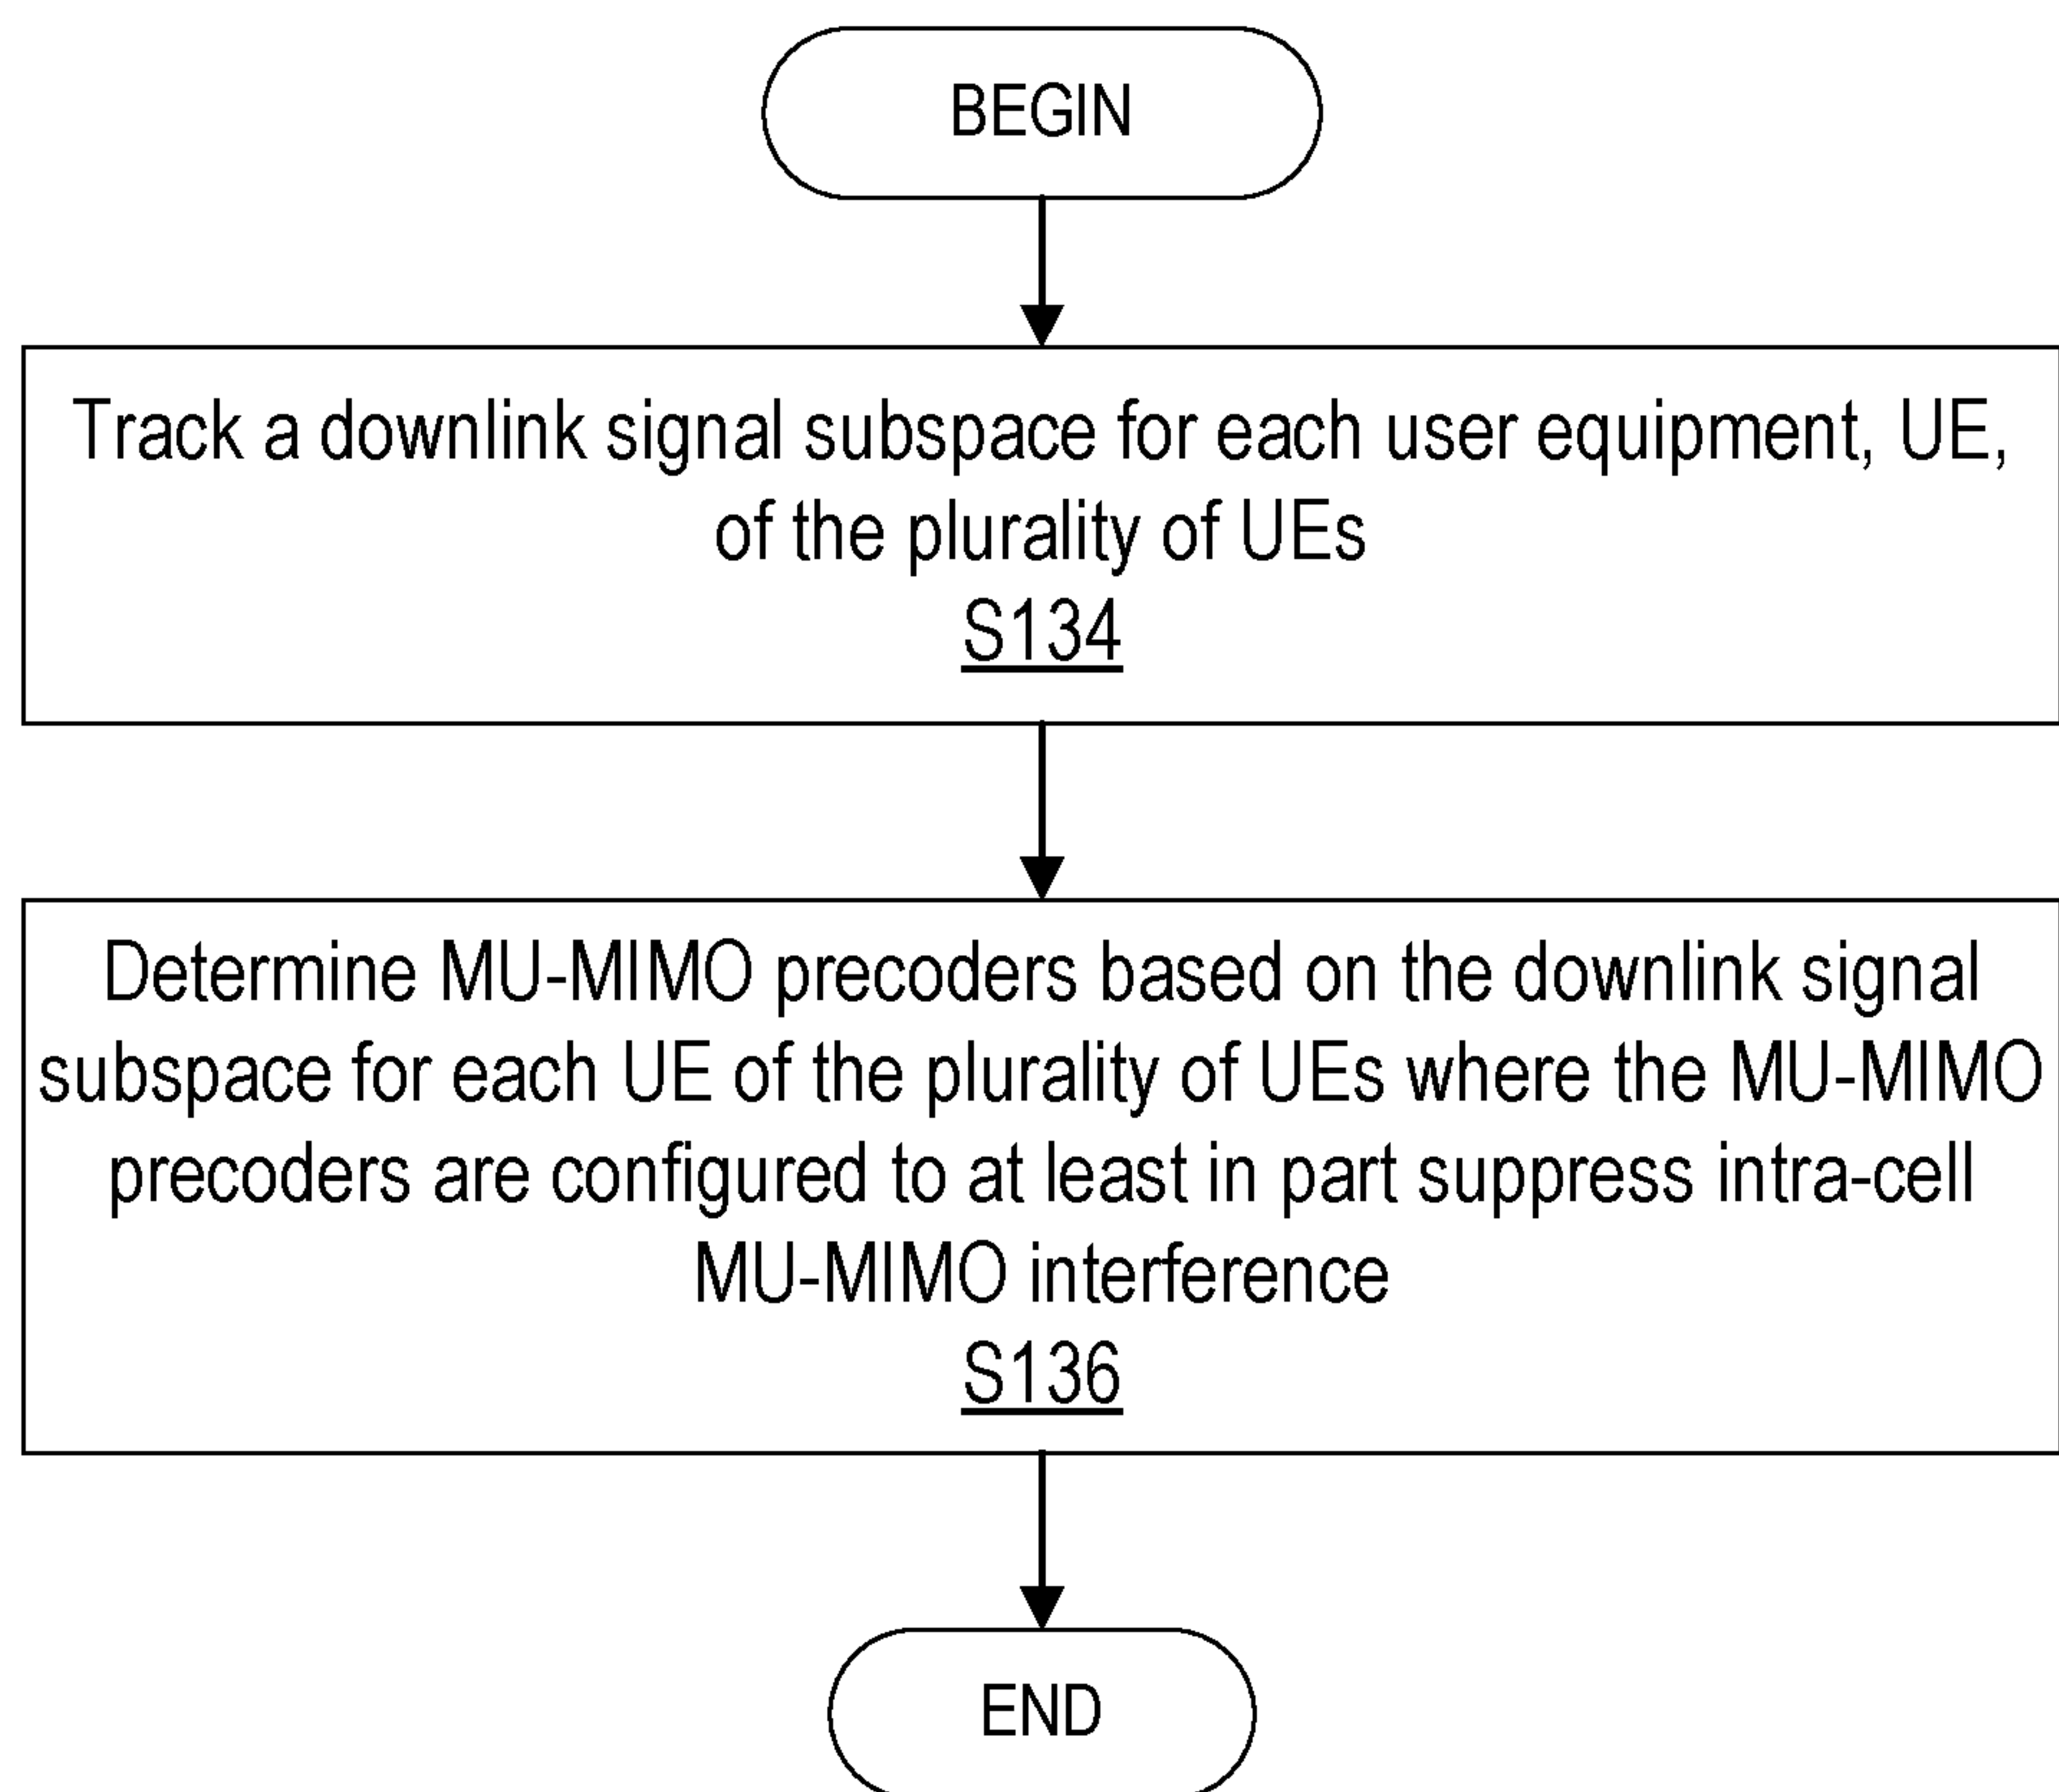 BEGIN
Track a downlink signal subspace for each user equipment, UE,
of the plurality of UEs
S134
Determine MU-MIMO precoders based on the downlink signal
subspace for each UE of the plurality of UEs where the MU-MIMO
precoders are configured to at least in part suppress intra-cell
MU-MIMO interference
S136
END